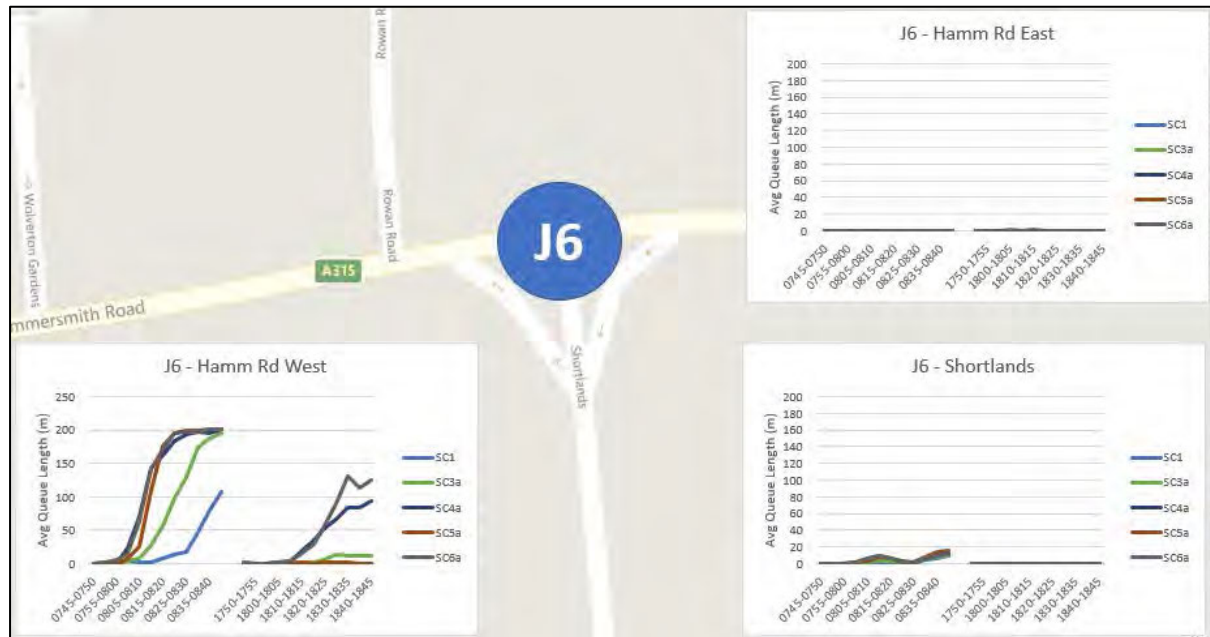 Rowan R
Wolverton Gardens
Rowan Road
A315
mmersmith Road
Shortlands
J6
J6 - Hamm Rd East
Avg Queue Length (m)
200
180
160
140
120
100
80
60
40
20
0
0745-0750
0755-0800
0805-0810
0815-0820
0825-0830
0835-0840
1750-1755
1800-1805
1810-1815
1820-1825
1830-1835
1840-1845
SC1
SC3a
SC4a
SC5a
SC6a
J6 - Hamm Rd West
Avg Queue Length (m)
250
200
150
100
50
0
0745-0750
0755-0800
0805-0810
0815-0820
0825-0830
0835-0840
1750-1755
1800-1805
1810-1815
1820-1825
1830-1835
1840-1845
SC1
SC3a
SC4a
SC5a
SC6a
J6 - Shortlands
Avg Queue Length (m)
200
180
160
140
120
100
80
60
40
20
0
0745-0750
0755-0800
0805-0810
0815-0820
0825-0830
0835-0840
1750-1755
1800-1805
1810-1815
1820-1825
1830-1835
1840-1845
SC1
SC3a
SC4a
SC5a
SC6a